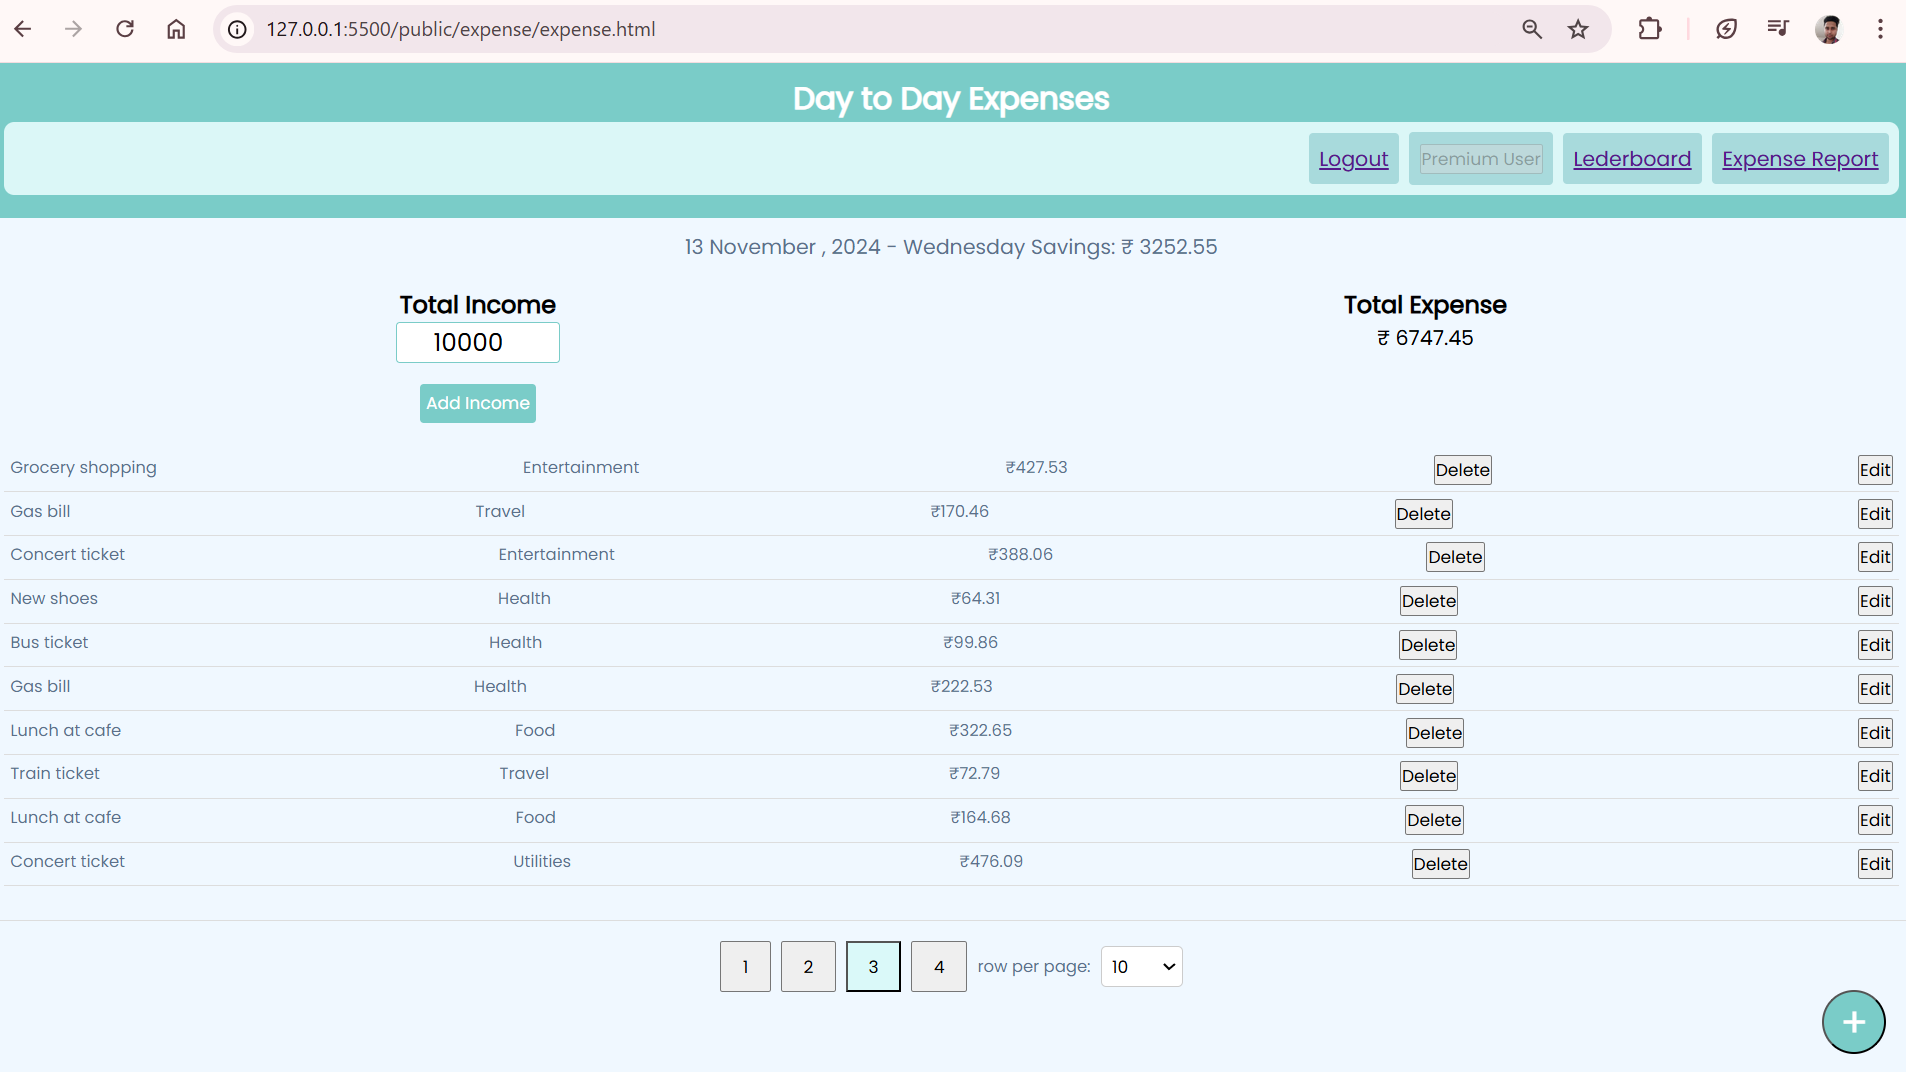 127.0.0.1:5500/public/expense/expense.html
Day to Day Expenses
Logout Premium User Lederboard Expense Report
13 November , 2024 - Wednesday Savings: ₹ 3252.55
Total Income Total Expense
10000 ₹ 6747.45
Add Income
Grocery shopping Entertainment ₹427.53 Delete Edit
Gas bill Travel ₹170.46 Delete Edit
Concert ticket Entertainment ₹388.06 Delete Edit
New shoes Health ₹64.31 Delete Edit
Bus ticket Health ₹99.86 Delete Edit
Gas bill Health ₹222.53 Delete Edit
Lunch at cafe Food ₹322.65 Delete Edit
Train ticket Travel ₹72.79 Delete Edit
Lunch at cafe Food ₹164.68 Delete Edit
Concert ticket Utilities ₹476.09 Delete Edit
1 2 3 4 row per page: 10
+